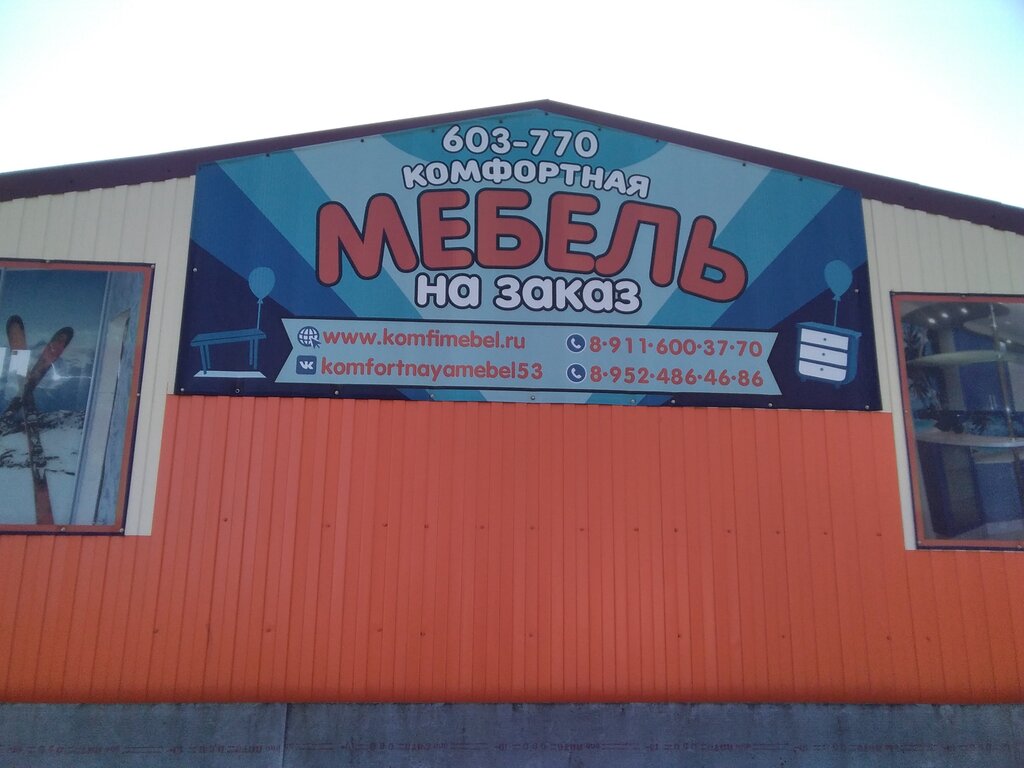 603-770
КОМФОРТНАЯ
МЕБЕЛЬ
на заказ
www.komfimebel.ru
8·911·600·37·70
komfortnayamebel53
8·952·486·46·86